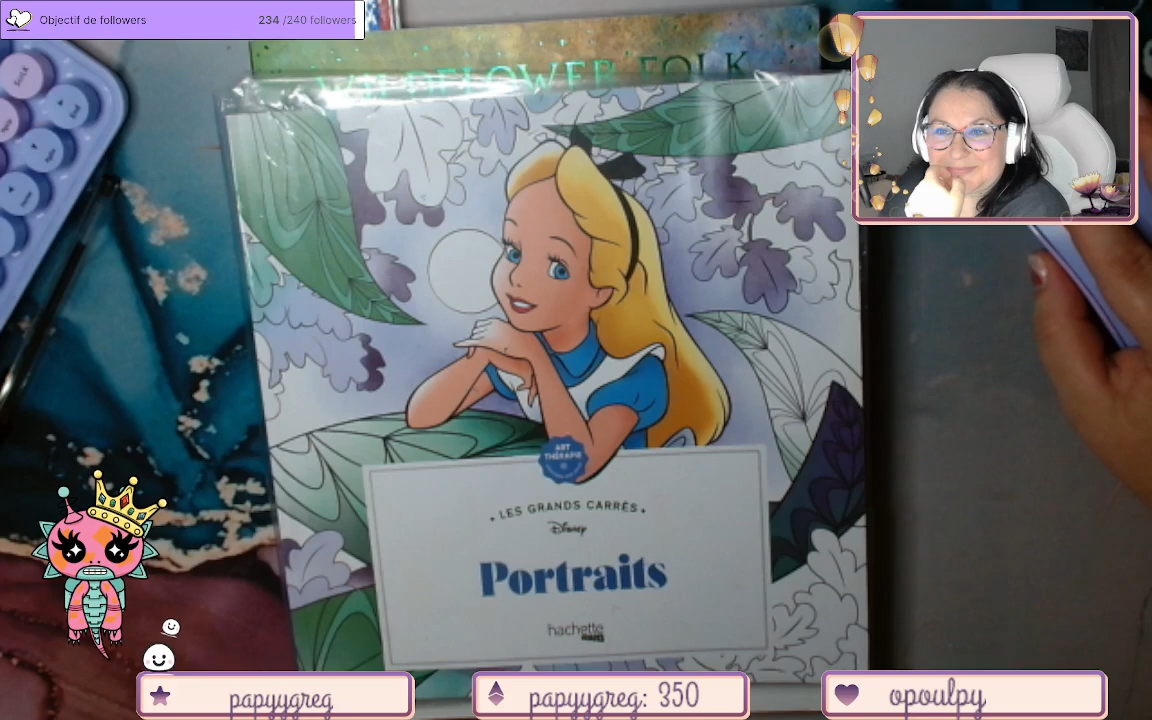 Objectif de followers 234 /240 followers
WILDFLOWER FOLK
ART
THÉRAPIE
LES GRANDS CARRÉS
Disney
Portraits
hachette
papyygreg
papyygreg: 350
opoulpy